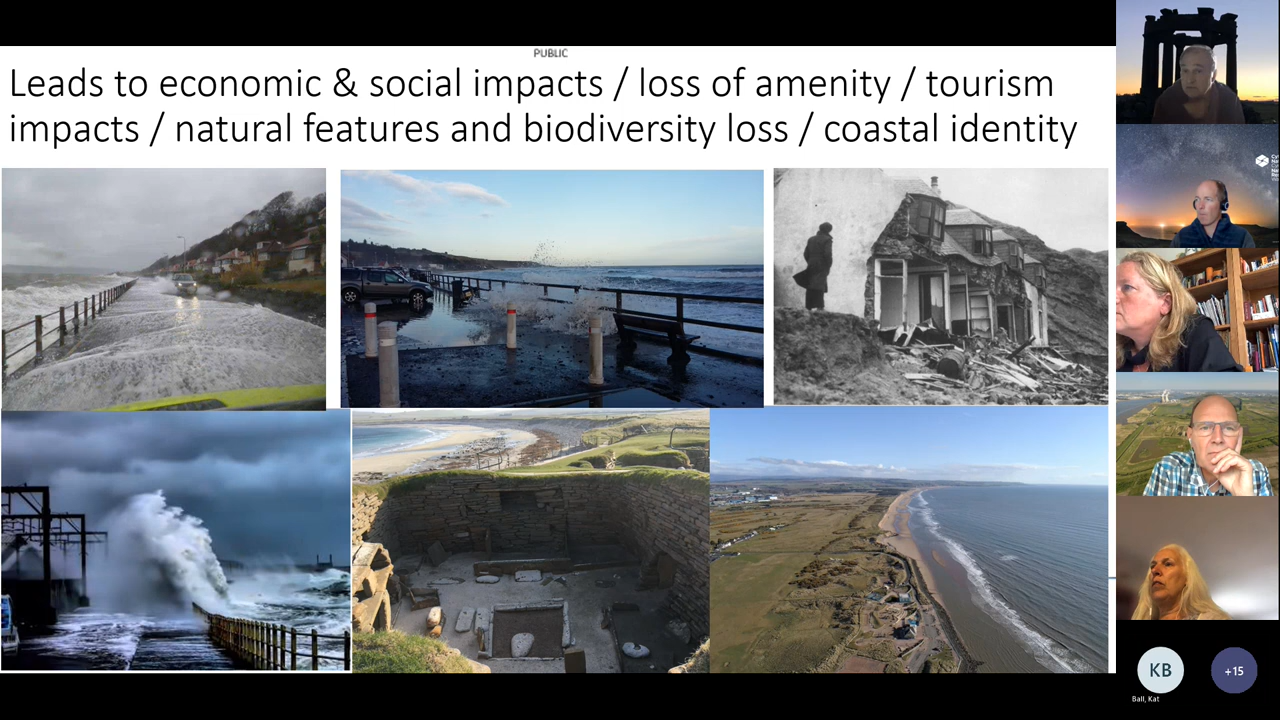 PUBLIC
Leads to economic & social impacts / loss of amenity / tourism
impacts / natural features and biodiversity loss / coastal identity
KB
+15
Ball, Kat